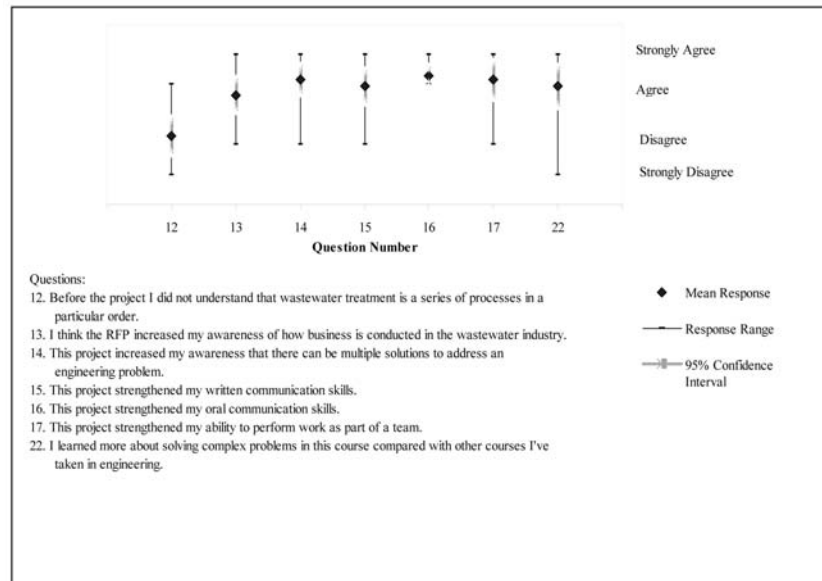 Strongly Agree
Agree
Disagree
Strongly Disagree
12 13 14 15 16 17 22
Question Number
Questions:
12. Before the project I did not understand that wastewater treatment is a series of processes in a
particular order.
13. I think the RFP increased my awareness of how business is conducted in the wastewater industry.
14. This project increased my awareness that there can be multiple solutions to address an
engineering problem.
15. This project strengthened my written communication skills.
16. This project strengthened my oral communication skills.
17. This project strengthened my ability to perform work as part of a team.
22. I learned more about solving complex problems in this course compared with other courses I've
taken in engineering.
Mean Response
Response Range
95% Confidence
Interval